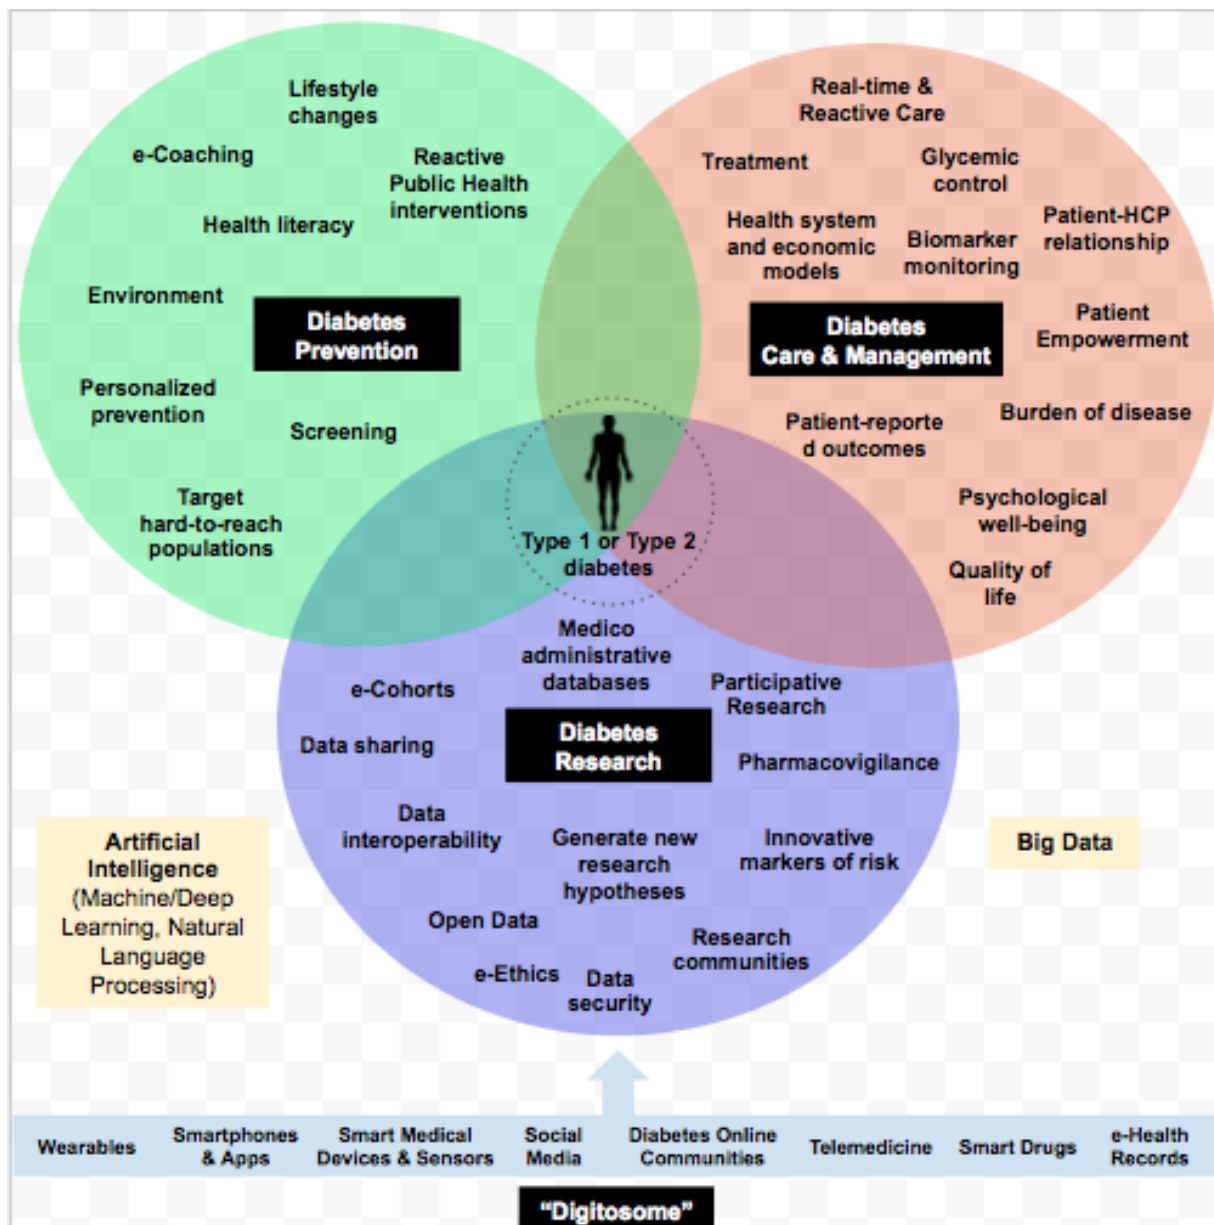 Lifestyle
changes
e-Coaching
Reactive
Public Health
interventions
Health literacy
Environment
Diabetes
Prevention
Personalized
prevention
Screening
Target
hard-to-reach
populations
Real-time &
Reactive Care
Treatment
Glycemic
control
Health system
and economic
models
Biomarker
monitoring
Patient-HCP
relationship
Diabetes
Care & Management
Patient
Empowerment
Patient-reporte
d outcomes
Burden of disease
Psychological
well-being
Quality of
life
Type 1 or Type 2
diabetes
Medico
administrative
databases
e-Cohorts
Participative
Research
Data sharing
Diabetes
Research
Pharmacovigilance
Data
interoperability
Generate new
research
hypotheses
Innovative
markers of risk
Open Data
Research
communities
e-Ethics
Data
security
Artificial
Intelligence
(Machine/Deep
Learning, Natural
Language
Processing)
Big Data
Wearables
Smartphones
& Apps
Smart Medical
Devices & Sensors
Social
Media
Diabetes Online
Communities
Telemedicine
Smart Drugs
e-Health
Records
“Digitosome”